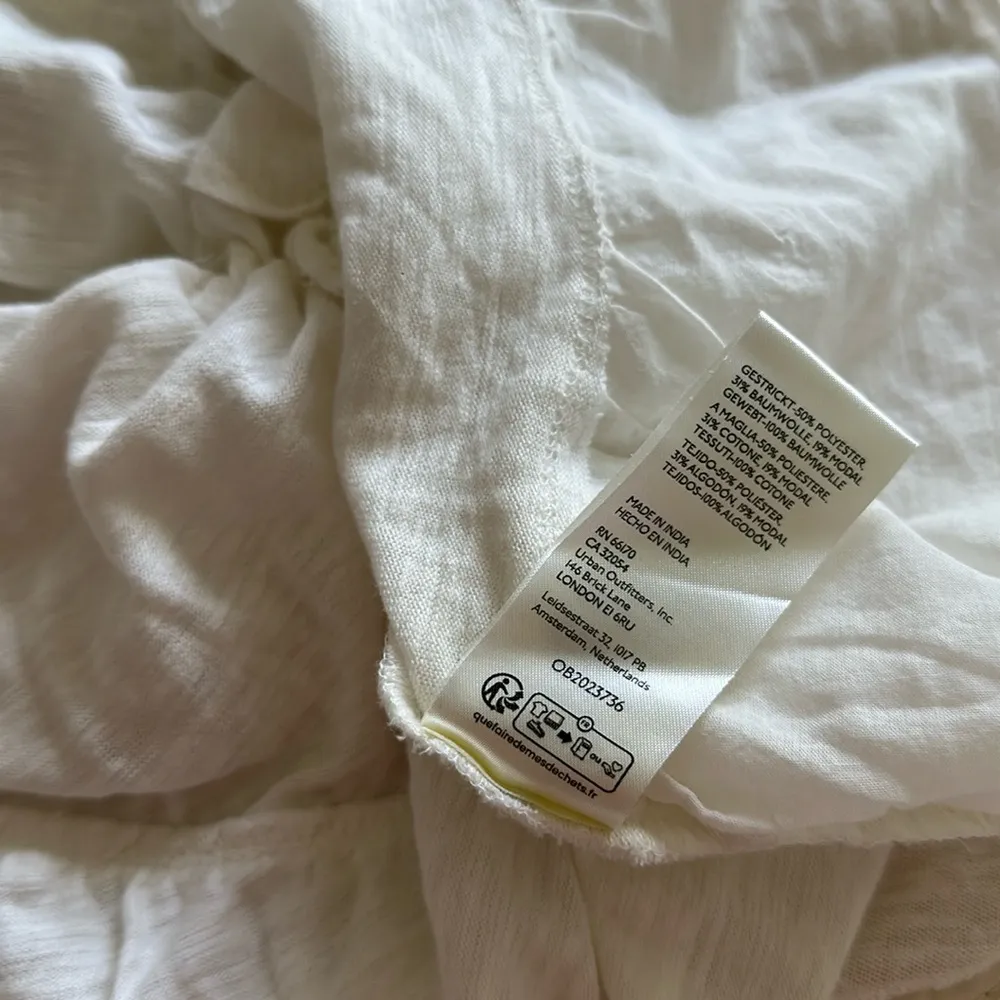 GESTRICKT-50% POLYESTER,
31% BAUMWOLLE, 19% MODAL
GEWEBT-100% BAUMWOLLE
A MAGLIA-50% POLIESTERE,
31% COTONE, 19% MODAL
TESSUTI-100% COTONE
TEJIDO-50% POLIÉSTER,
31% ALGODÓN, 19% MODAL
TEJIDOS-100% ALGODÓN
MADE IN INDIA
HECHO EN INDIA
RN 66170
CA 32054
Urban Outfitters, Inc.
146 Brick Lane
LONDON E1 6RU
Leidsestraat 32, 1017 PB
Amsterdam, Netherlands
OB2023736
FR
ou
quefairedemesdechets.fr